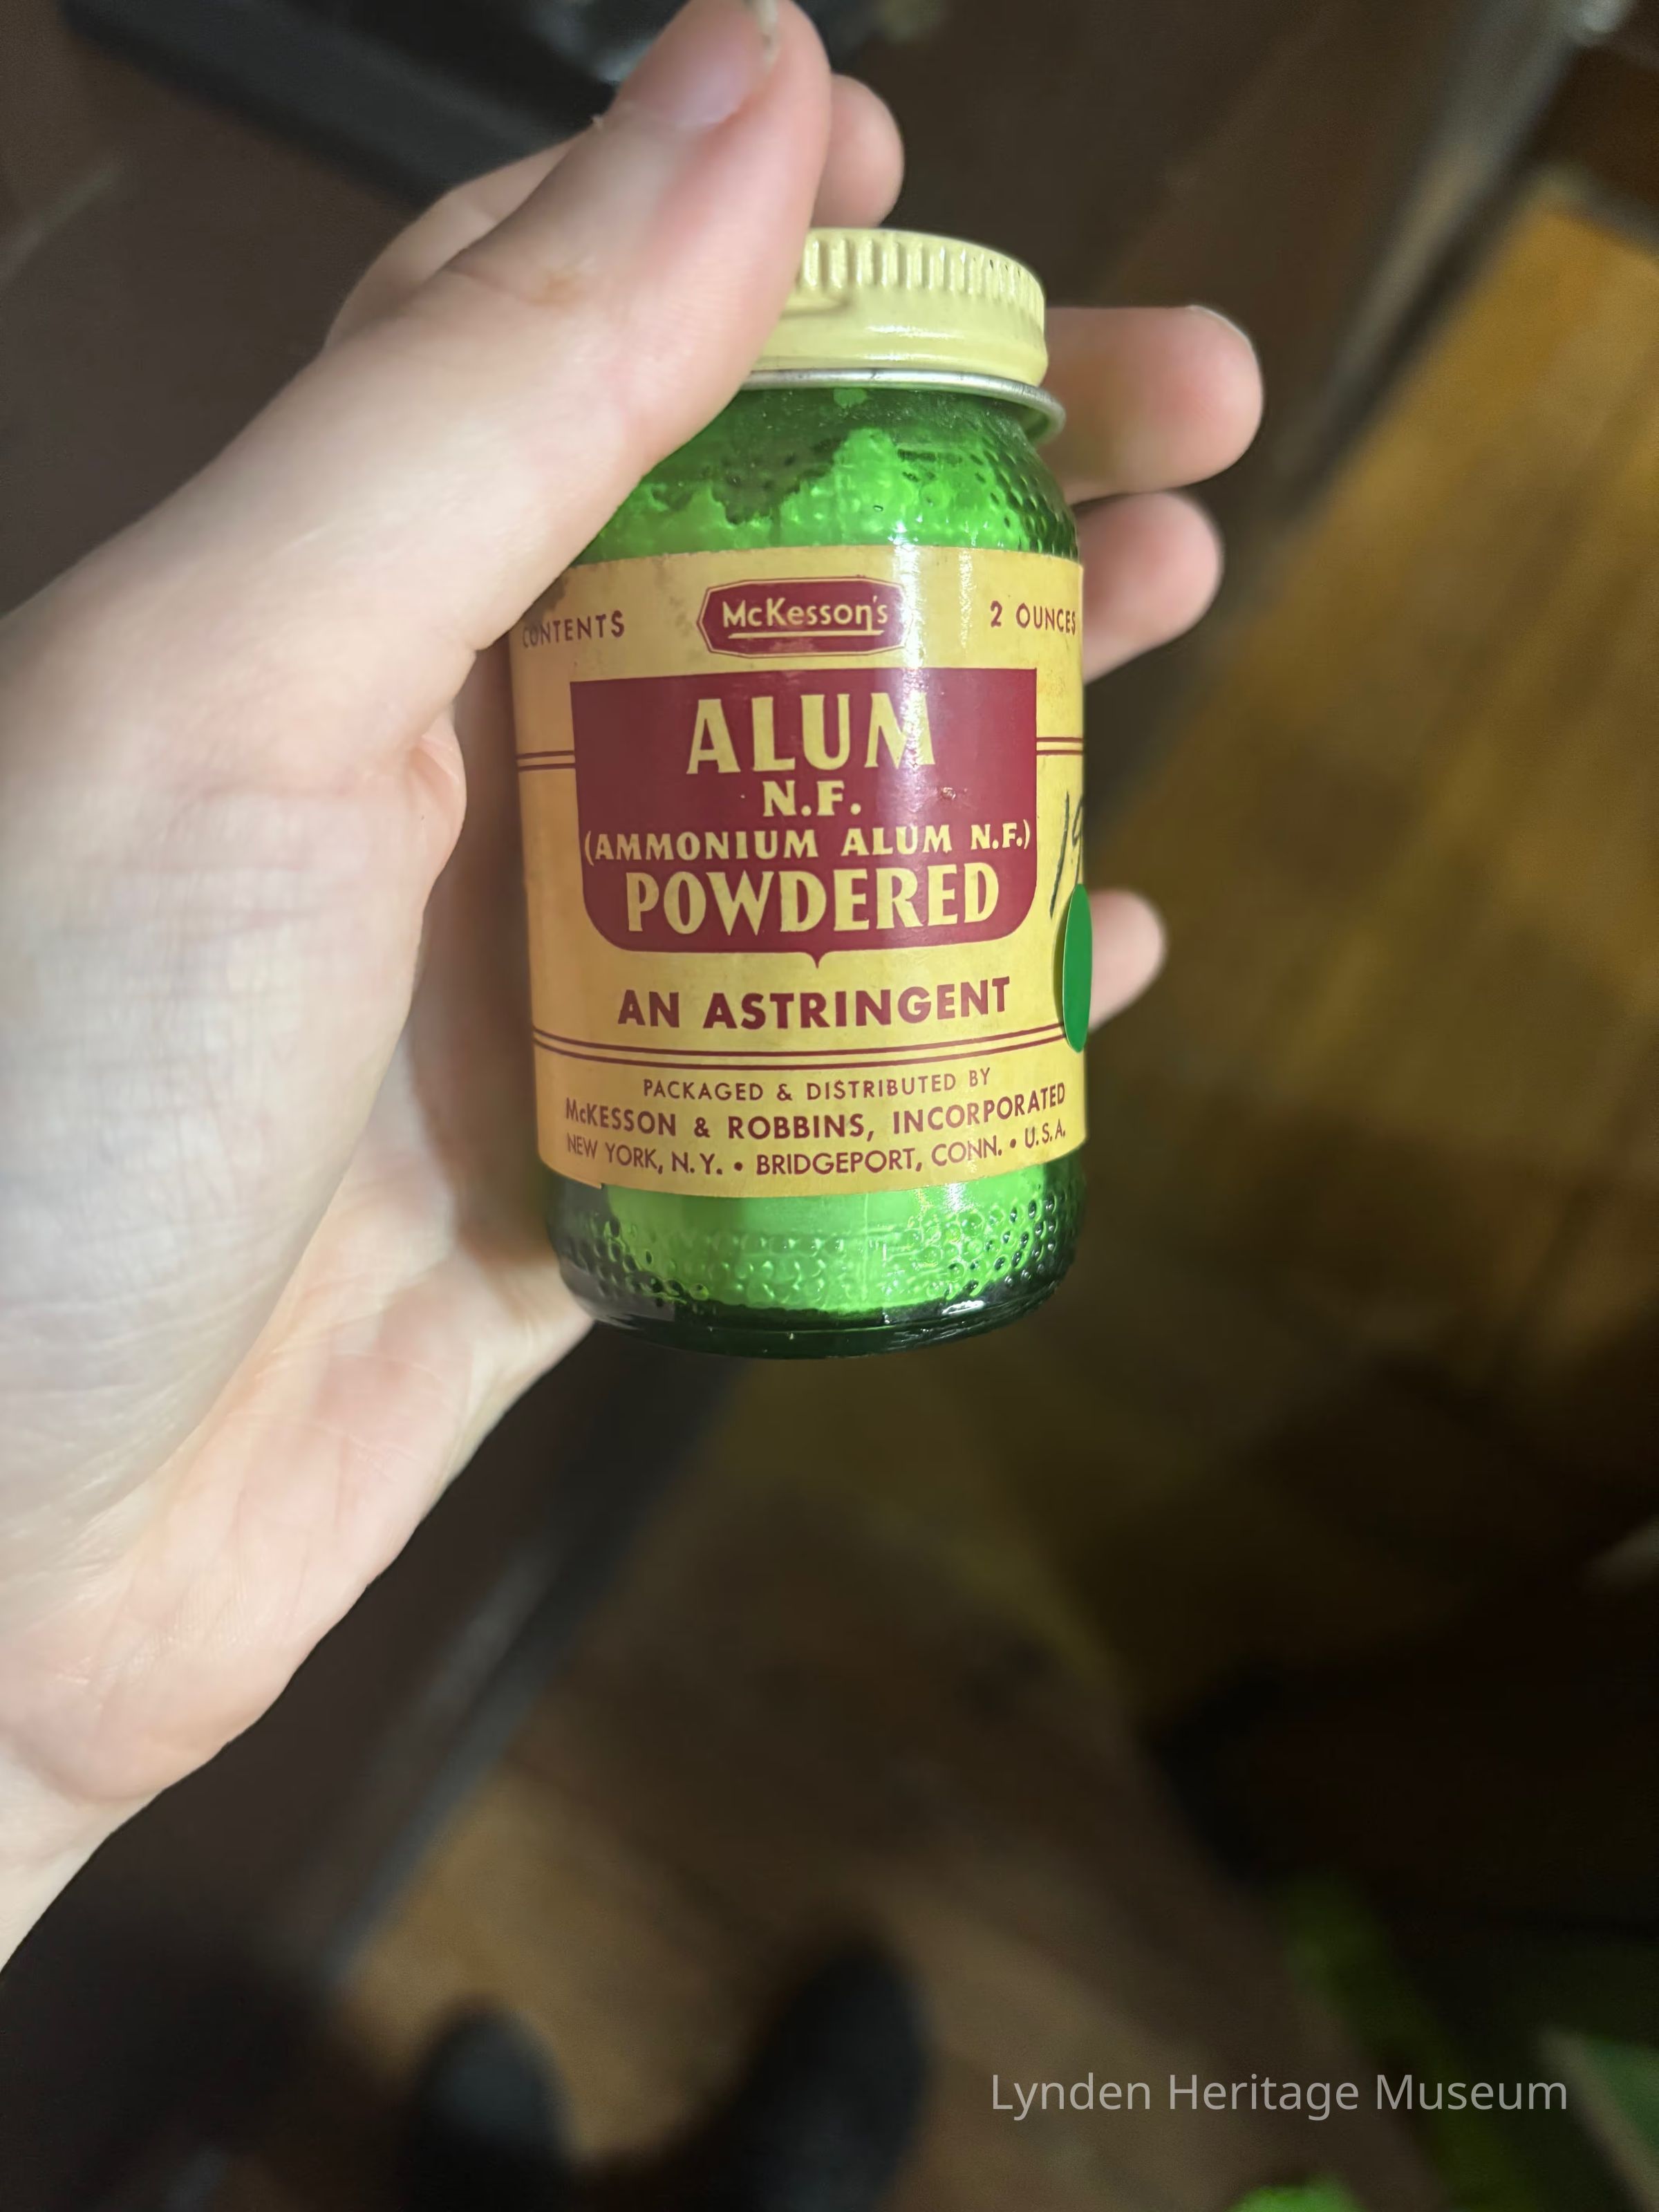 CONTENTS McKesson's 2 OUNCES
ALUM
N.F.
(AMMONIUM ALUM N.F.)
POWDERED
AN ASTRINGENT
PACKAGED & DISTRIBUTED BY
McKESSON & ROBBINS, INCORPORATED
NEW YORK, N.Y. • BRIDGEPORT, CONN. • U.S.A.
Lynden Heritage Museum